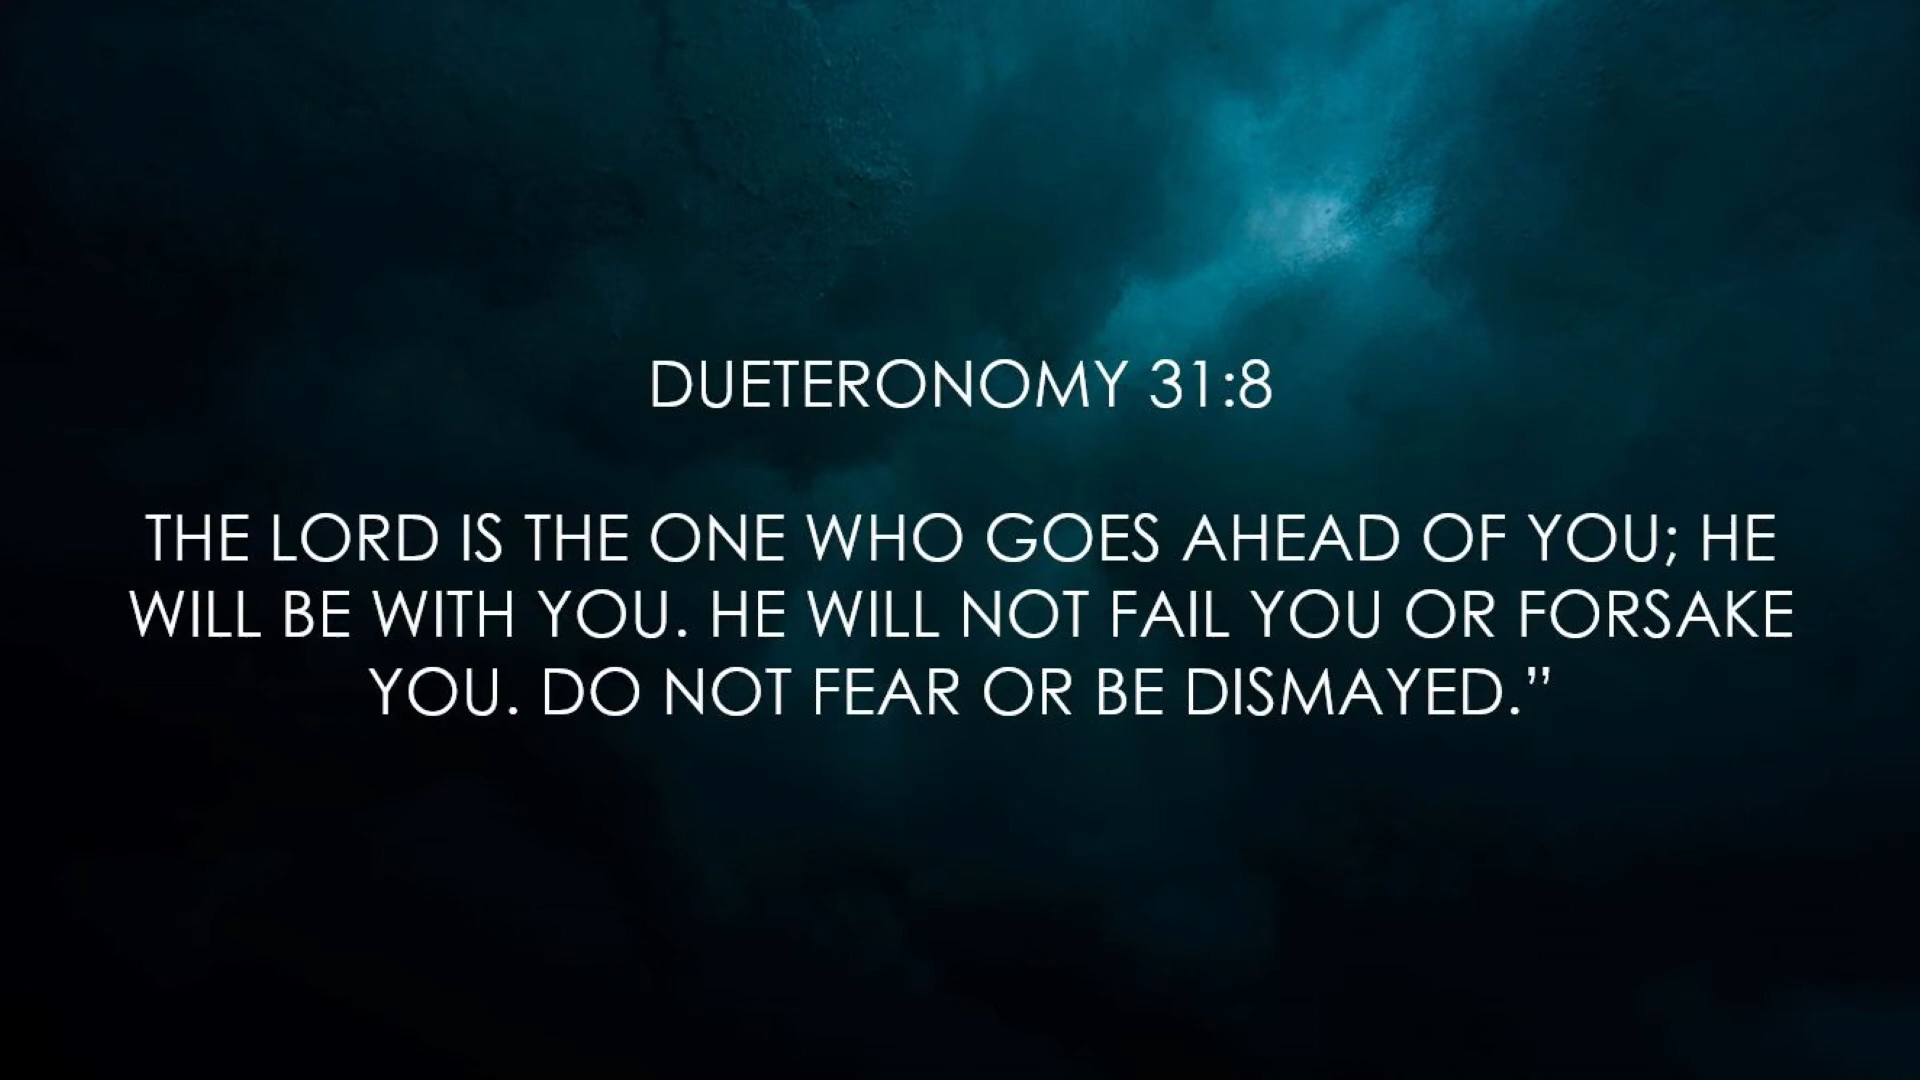 DUETERONOMY 31:8
THE LORD IS THE ONE WHO GOES AHEAD OF YOU; HE
WILL BE WITH YOU. HE WILL NOT FAIL YOU OR FORSAKE
YOU. DO NOT FEAR OR BE DISMAYED.”